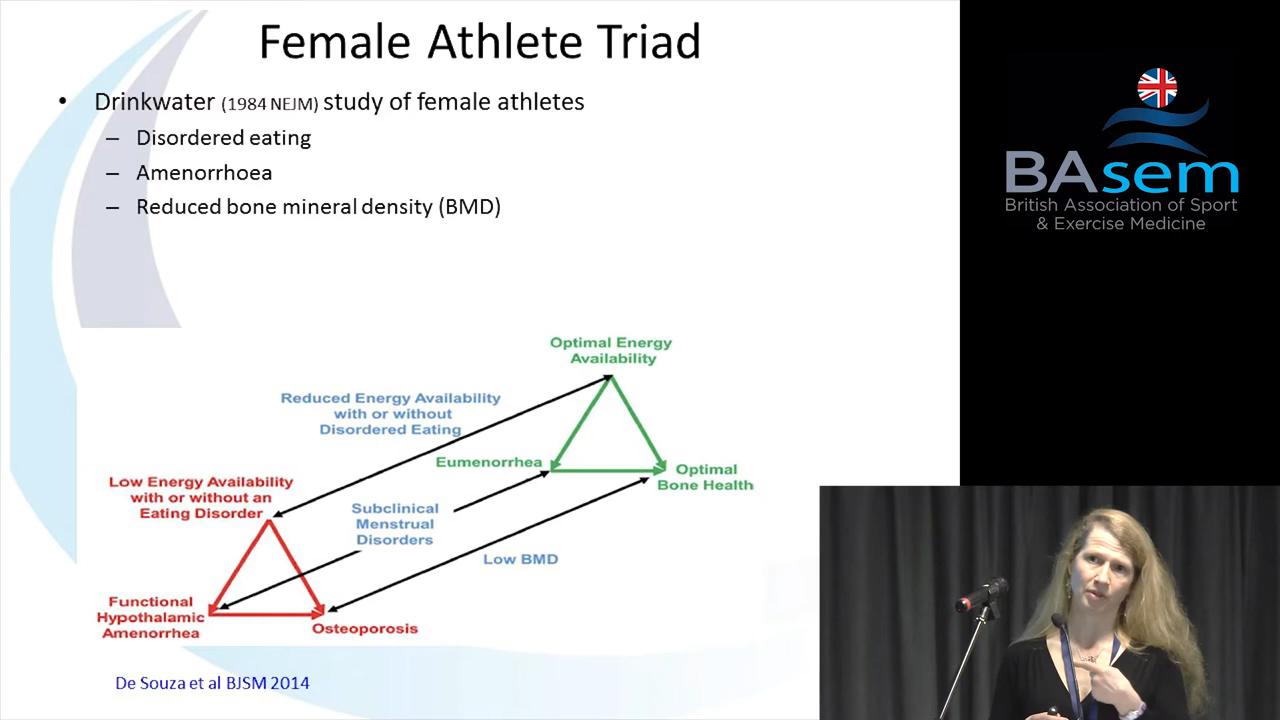 Female Athlete Triad
• Drinkwater (1984 NEJM) study of female athletes
– Disordered eating
– Amenorrhoea
– Reduced bone mineral density (BMD)
Optimal Energy
Availability
Reduced Energy Availability
with or without
Disordered Eating
Eumenorrhea
Optimal
Bone Health
Low Energy Availability
with or without an
Eating Disorder
Subclinical
Menstrual
Disorders
Low BMD
Functional
Hypothalamic
Amenorrhea
Osteoporosis
De Souza et al BJSM 2014
BAsem
British Association of Sport
& Exercise Medicine